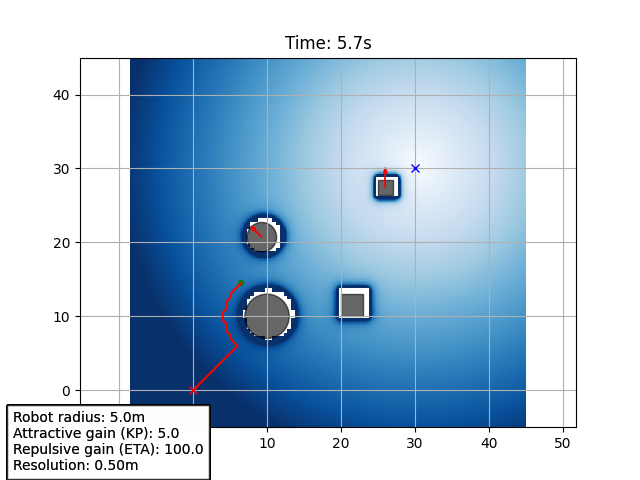 Time: 5.7s
40
30
20
10
0
10
20
30
40
50
Robot radius: 5.0m
Attractive gain (KP): 5.0
Repulsive gain (ETA): 100.0
Resolution: 0.50m